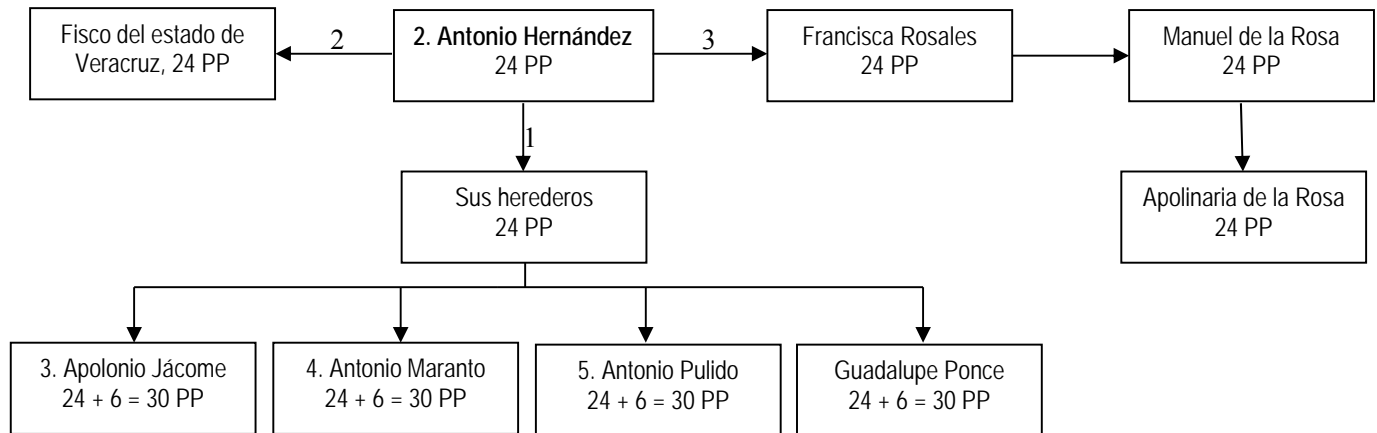 Fisco del estado de
Veracruz, 24 PP
2
2. Antonio Hernández
24 PP
3
Francisca Rosales
24 PP
Manuel de la Rosa
24 PP
1
Sus herederos
24 PP
Apolinaria de la Rosa
24 PP
3. Apolonio Jácome
24 + 6 = 30 PP
4. Antonio Maranto
24 + 6 = 30 PP
5. Antonio Pulido
24 + 6 = 30 PP
Guadalupe Ponce
24 + 6 = 30 PP